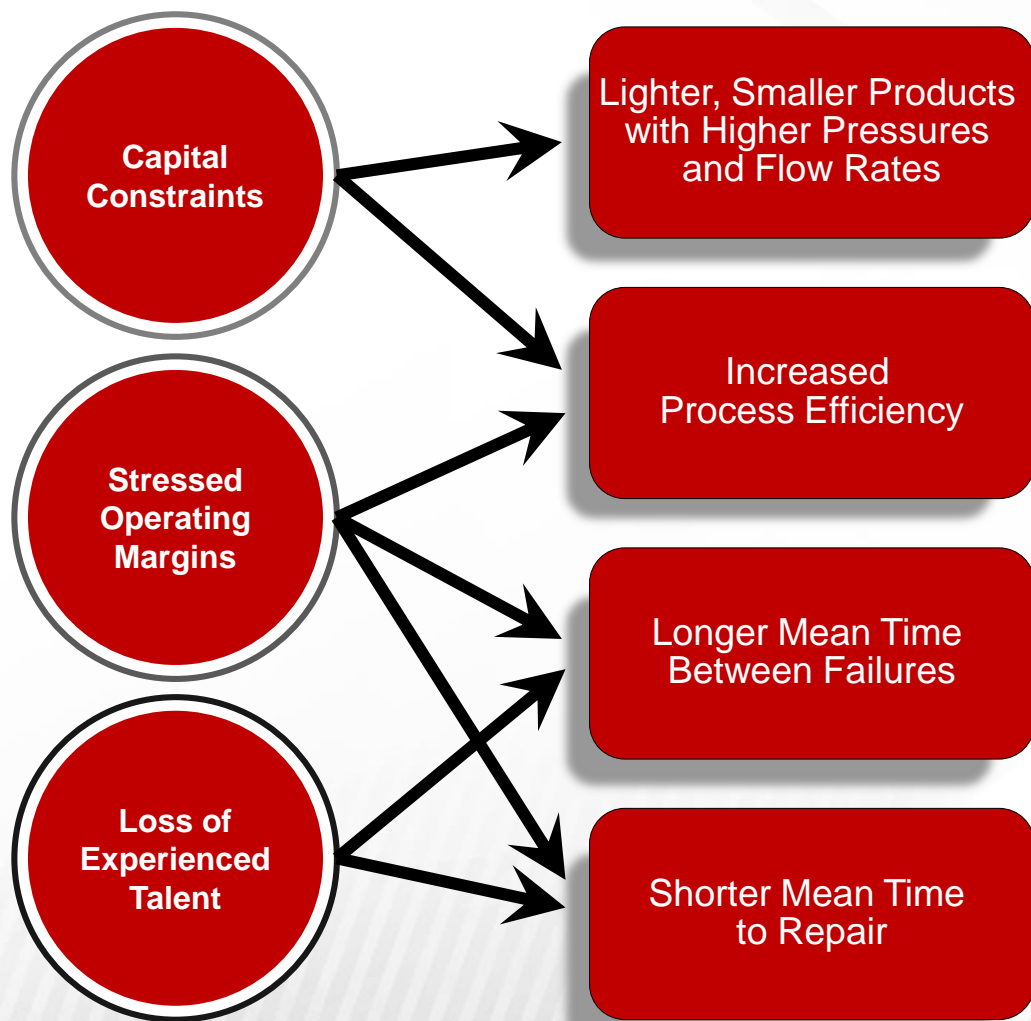 Capital
Constraints
Stressed
Operating
Margins
Loss of
Experienced
Talent
Lighter, Smaller Products
with Higher Pressures
and Flow Rates
Increased
Process Efficiency
Longer Mean Time
Between Failures
Shorter Mean Time
to Repair